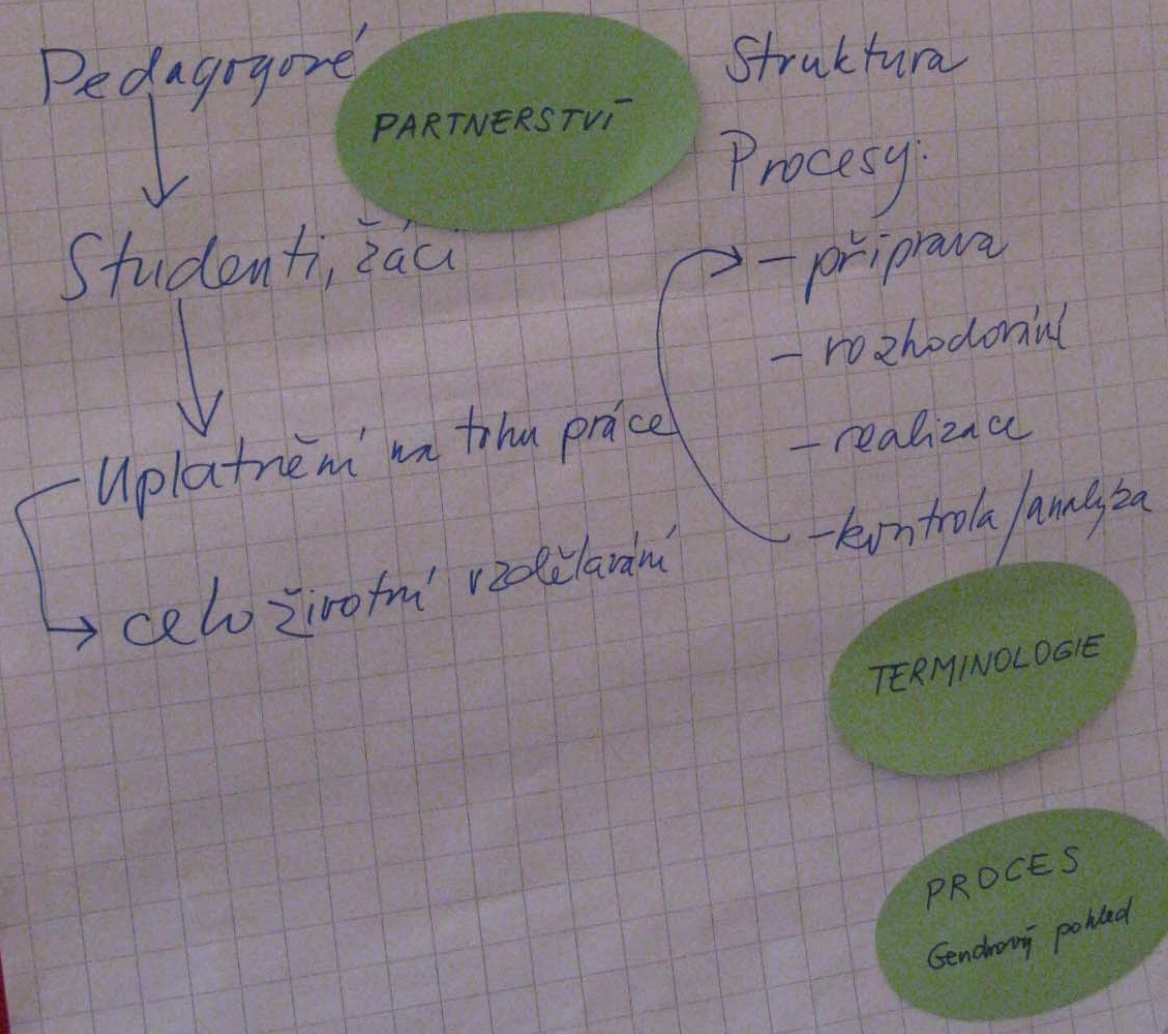 Pedagogové
PARTNERSTVÍ
Studenti, žáci
Uplatnění na trhu práce
celoživotní vzdělávání
Struktura
Procesy:
- příprava
- rozhodování
- realizace
- kontrola/analýza
TERMINOLOGIE
PROCES
Gendrový pohled